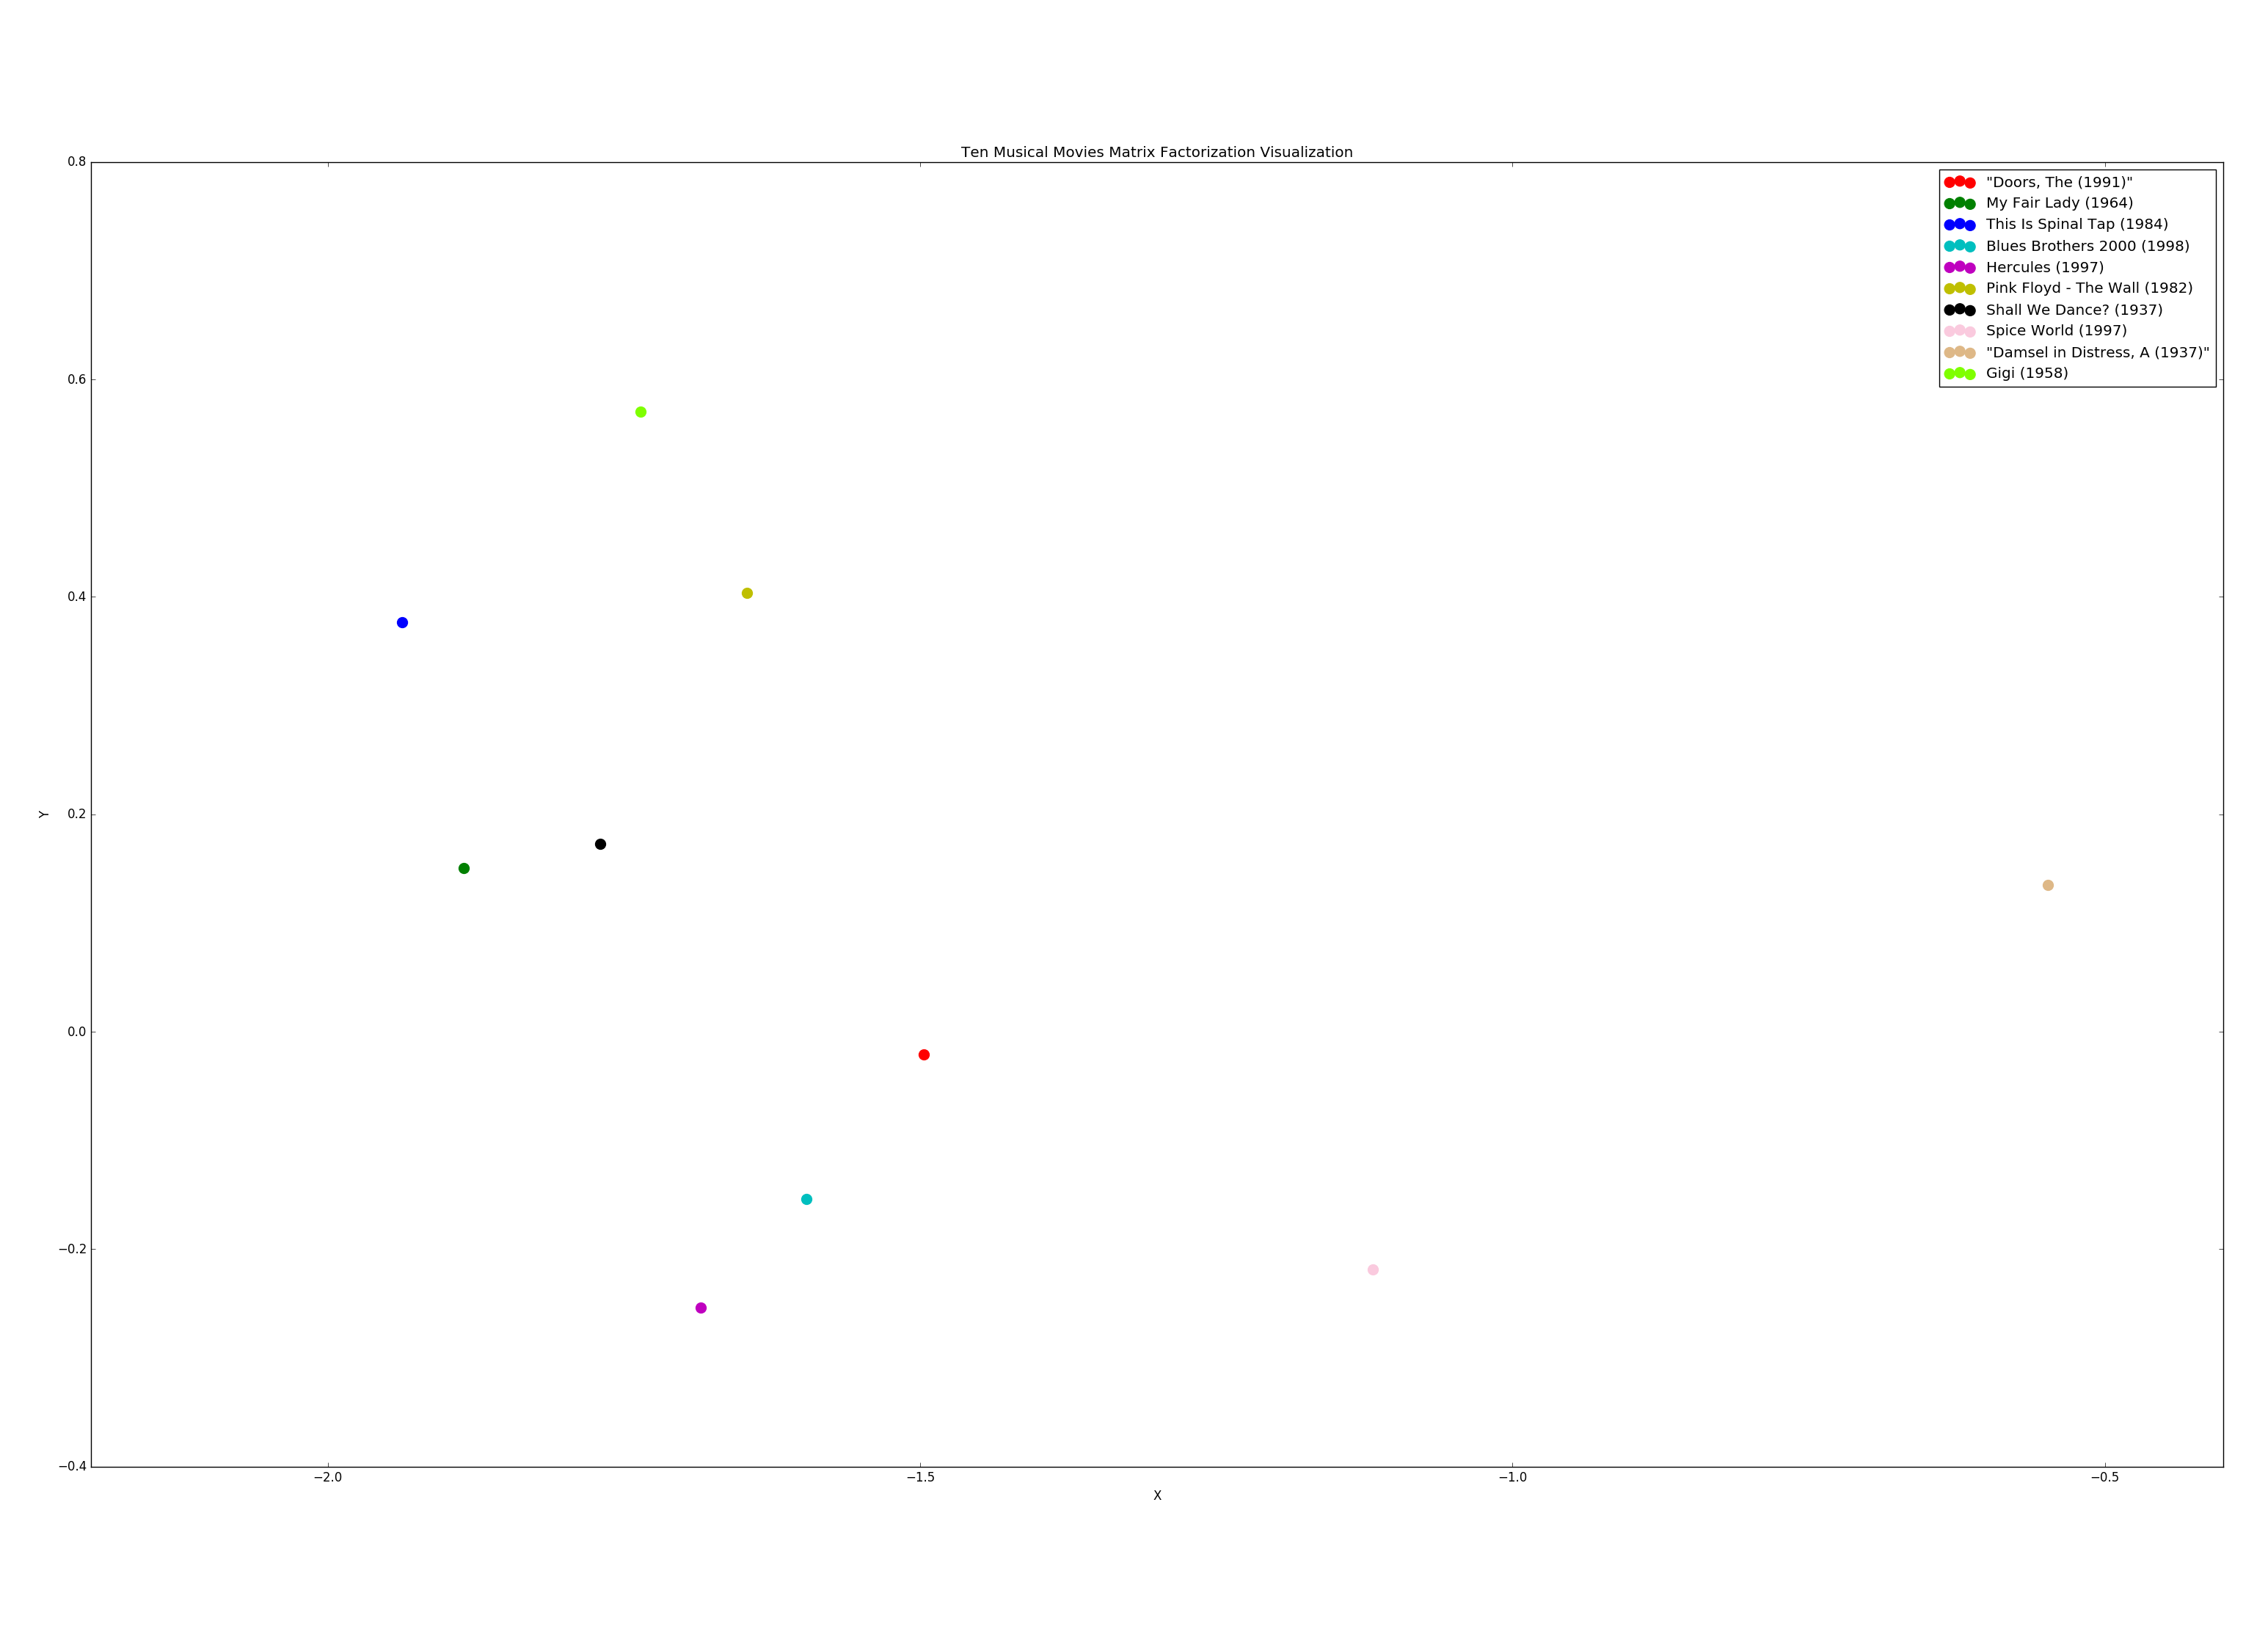 Ten Musical Movies Matrix Factorization Visualization
0.8
0.6
0.4
0.2
0.0
−0.2
−0.4
Y
"Doors, The (1991)"
My Fair Lady (1964)
This Is Spinal Tap (1984)
Blues Brothers 2000 (1998)
Hercules (1997)
Pink Floyd - The Wall (1982)
Shall We Dance? (1937)
Spice World (1997)
"Damsel in Distress, A (1937)"
Gigi (1958)
−2.0 −1.5 −1.0 −0.5
X